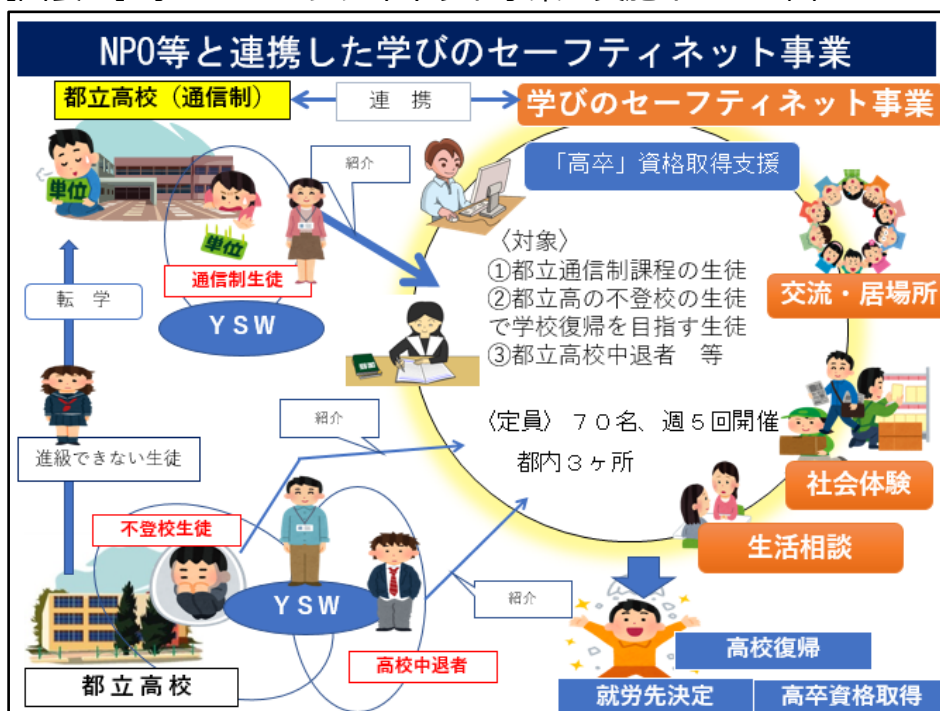 NPO等と連携した学びのセーフティネット事業
都立高校（通信制）
連 携
学びのセーフティネット事業
紹介
「高卒」資格取得支援
単位
単位
通信制生徒
ＹＳＷ
転 学
〈対象〉
①都立通信制課程の生徒
②都立高の不登校の生徒
で学校復帰を目指す生徒
③都立高校中退者　等
交流・居場所
紹介
〈定員〉７０名、週５回開催
都内３ヶ所
進級できない生徒
社会体験
不登校生徒
生活相談
ＹＳＷ
紹介
高校中退者
高校復帰
都立高校
就労先決定
高卒資格取得